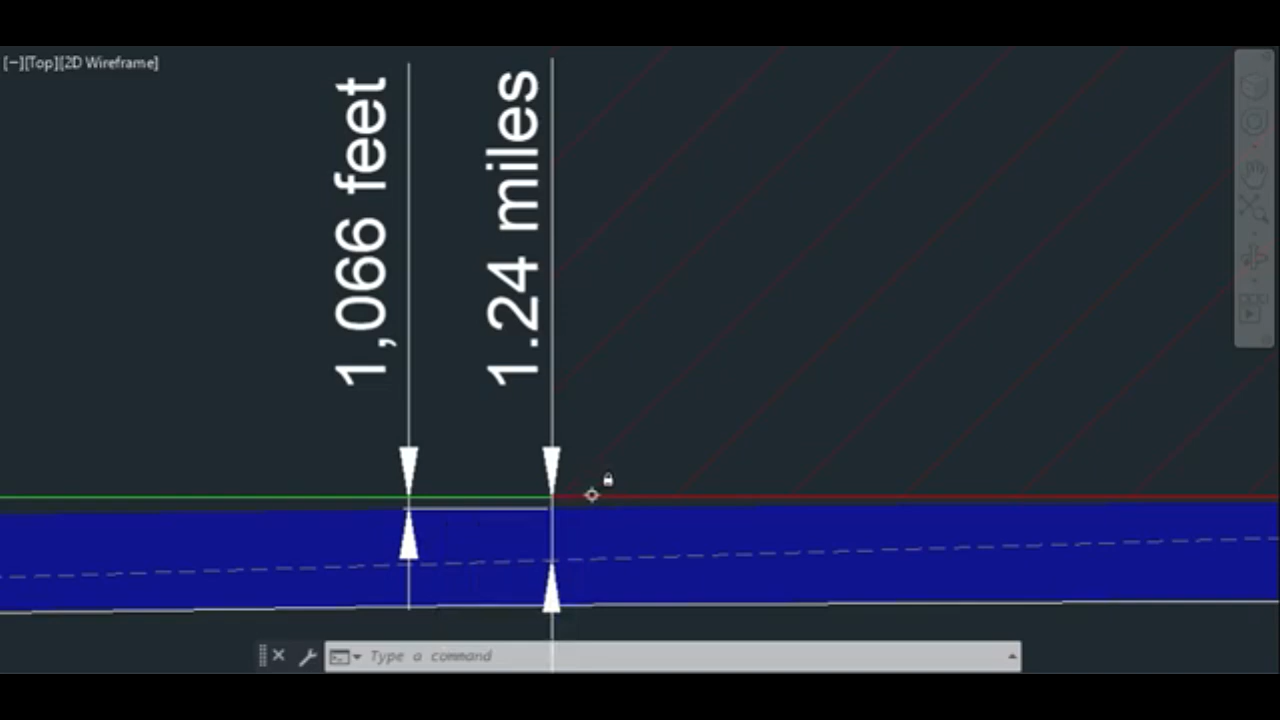 [−][Top][2D Wireframe]
1,066 feet
1.24 miles
Type a command